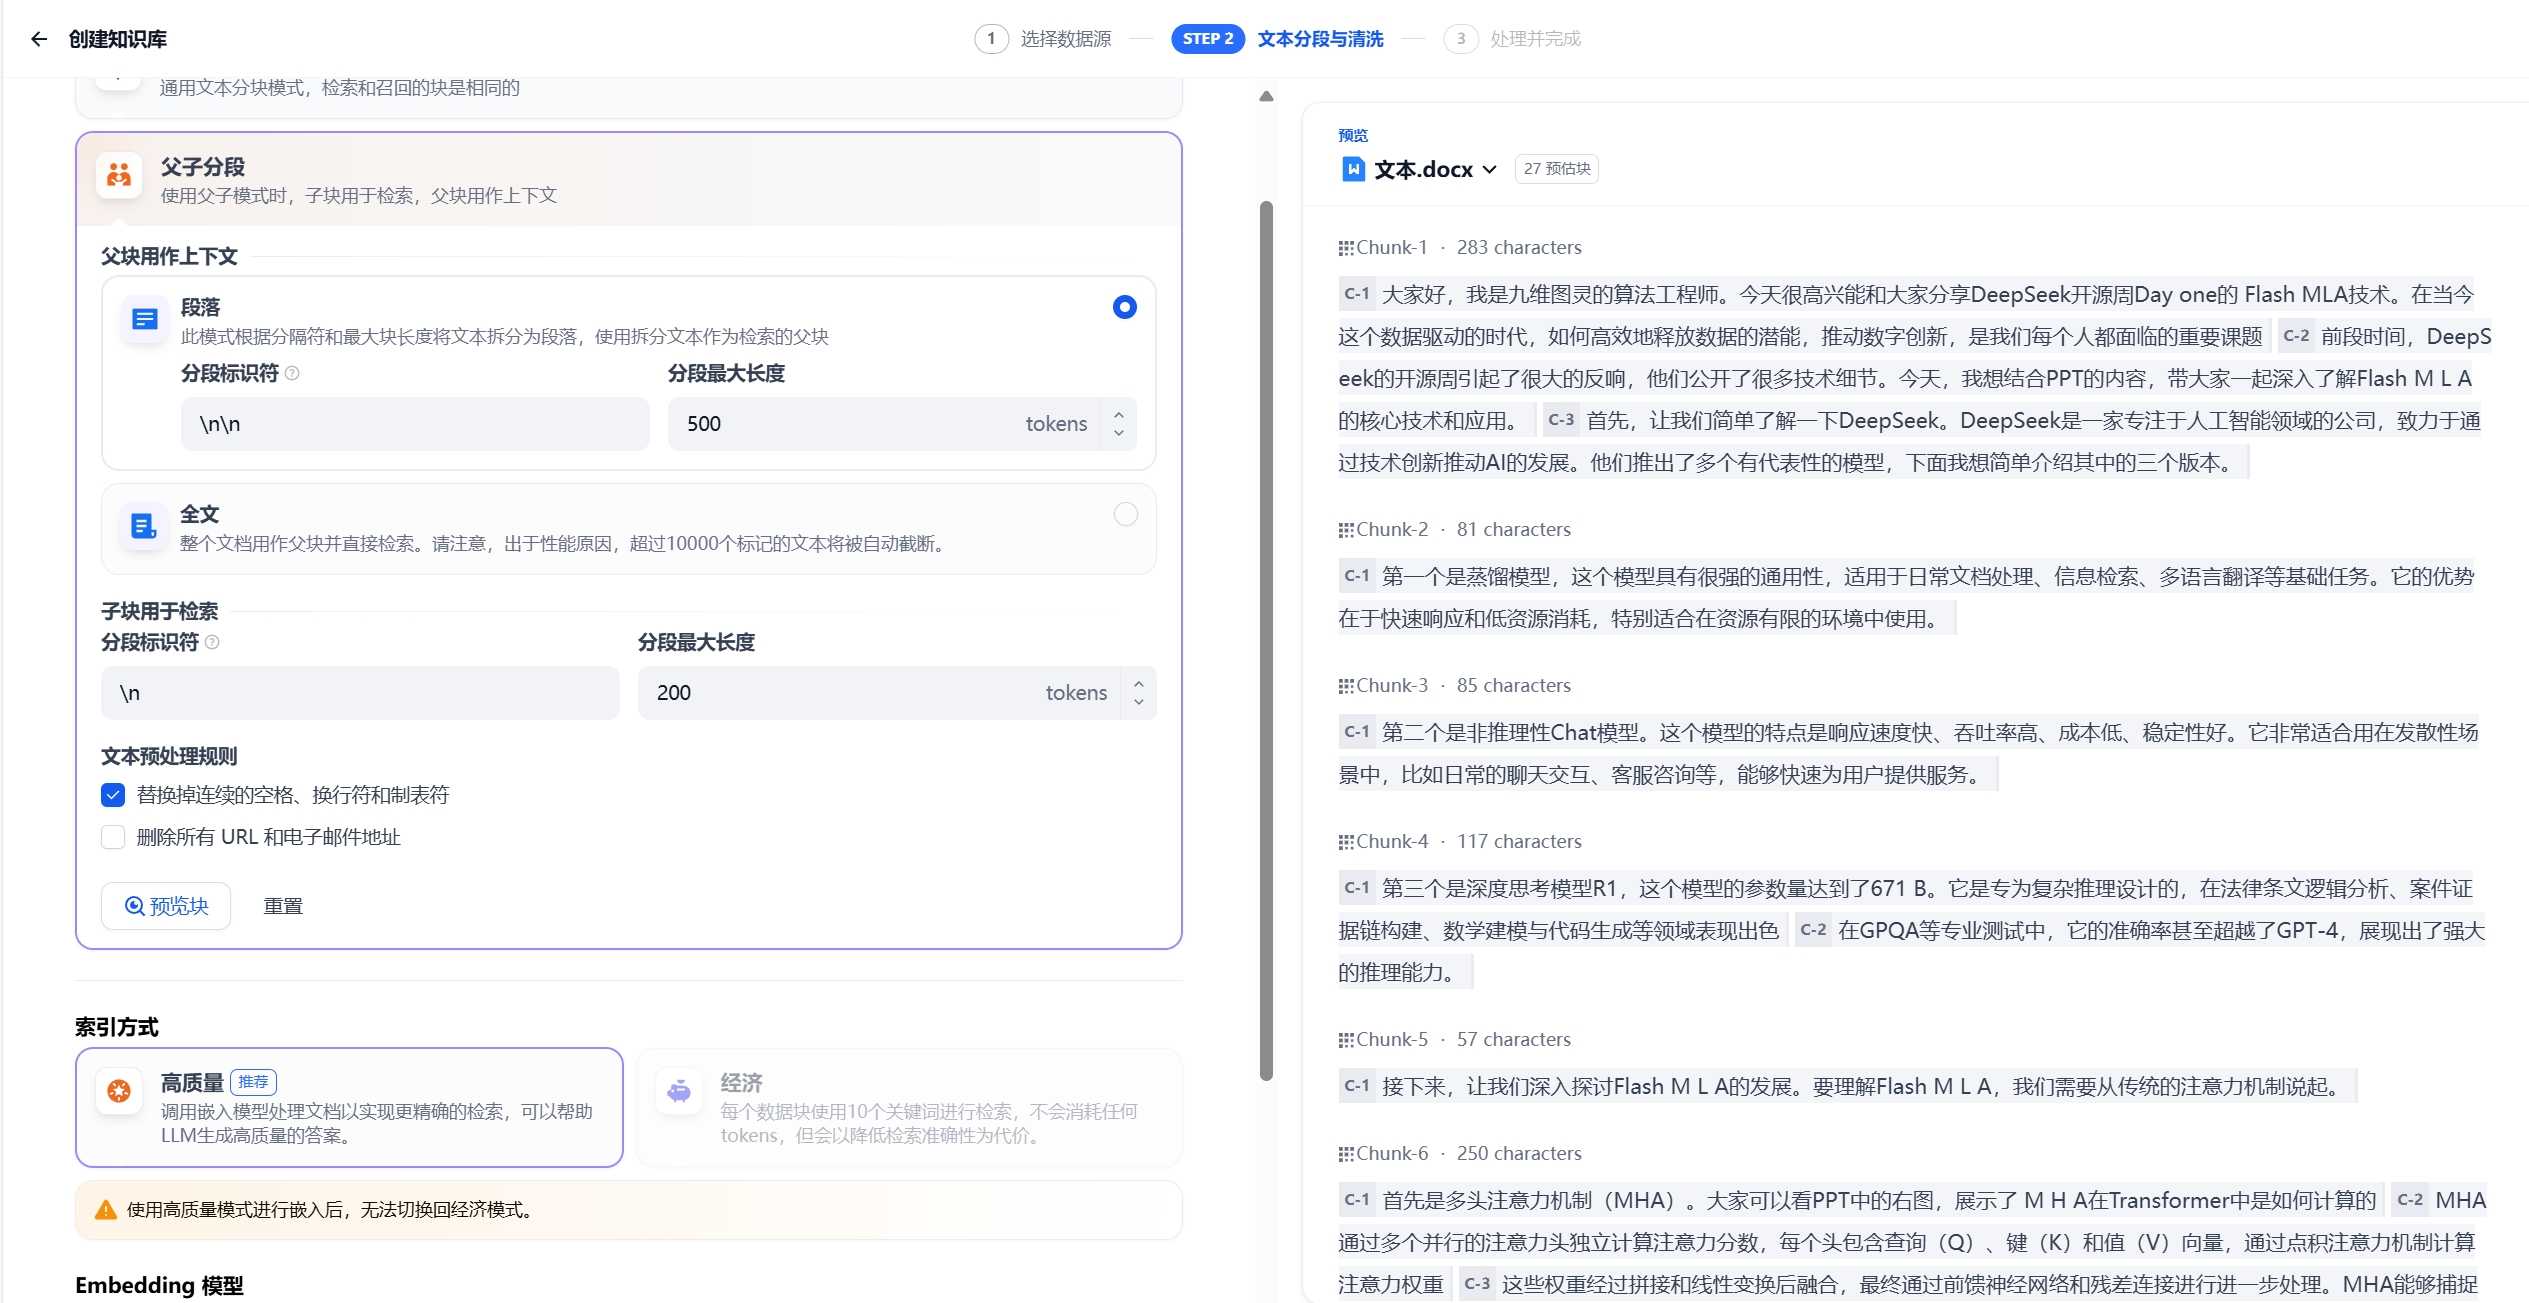 创建知识库
1 选择数据源
STEP 2 文本分段与清洗
3 处理并完成
通用文本分块模式，检索和召回的块是相同的
父子分段
使用父子模式时，子块用于检索，父块用作上下文
父块用作上下文
段落
此模式根据分隔符和最大块长度将文本拆分为段落，使用拆分文本作为检索的父块
分段标识符
分段最大长度
\n\n
500 tokens
全文
整个文档用作父块并直接检索。请注意，出于性能原因，超过10000个标记的文本将被自动截断。
子块用于检索
分段标识符
分段最大长度
\n
200 tokens
文本预处理规则
替换掉连续的空格、换行符和制表符
删除所有 URL 和电子邮件地址
预览块
重置
索引方式
高质量 推荐
调用嵌入模型处理文档以实现更精确的检索，可以帮助
LLM生成高质量的答案。
经济
每个数据块使用10个关键词进行检索，不会消耗任何
tokens，但会以降低检索准确性为代价。
使用高质量模式进行嵌入后，无法切换回经济模式。
Embedding 模型
预览
文本.docx 27 预估块
Chunk-1 · 283 characters
C-1 大家好，我是九维图灵的算法工程师。今天很高兴能和大家分享DeepSeek开源周Day one的 Flash MLA技术。在当今
这个数据驱动的时代，如何高效地释放数据的潜能，推动数字创新，是我们每个人都面临的重要课题 C-2 前段时间，DeepS
eek的开源周引起了很大的反响，他们公开了很多技术细节。今天，我想结合PPT的内容，带大家一起深入了解Flash M L A
的核心技术和应用。 C-3 首先，让我们简单了解一下DeepSeek。DeepSeek是一家专注于人工智能领域的公司，致力于通
过技术创新推动AI的发展。他们推出了多个有代表性的模型，下面我想简单介绍其中的三个版本。
Chunk-2 · 81 characters
C-1 第一个是蒸馏模型，这个模型具有很强的通用性，适用于日常文档处理、信息检索、多语言翻译等基础任务。它的优势
在于快速响应和低资源消耗，特别适合在资源有限的环境中使用。
Chunk-3 · 85 characters
C-1 第二个是非推理性Chat模型。这个模型的特点是响应速度快、吞吐率高、成本低、稳定性好。它非常适合用在发散性场
景中，比如日常的聊天交互、客服咨询等，能够快速为用户提供服务。
Chunk-4 · 117 characters
C-1 第三个是深度思考模型R1，这个模型的参数量达到了671 B。它是专为复杂推理设计的，在法律条文逻辑分析、案件证
据链构建、数学建模与代码生成等领域表现出色 C-2 在GPQA等专业测试中，它的准确率甚至超越了GPT-4，展现出了强大
的推理能力。
Chunk-5 · 57 characters
C-1 接下来，让我们深入探讨Flash M L A的发展。要理解Flash M L A，我们需要从传统的注意力机制说起。
Chunk-6 · 250 characters
C-1 首先是多头注意力机制（MHA）。大家可以看PPT中的右图，展示了 M H A在Transformer中是如何计算的 C-2 MHA
通过多个并行的注意力头独立计算注意力分数，每个头包含查询（Q）、键（K）和值（V）向量，通过点积注意力机制计算
注意力权重 C-3 这些权重经过拼接和线性变换后融合，最终通过前馈神经网络和残差连接进行进一步处理。MHA能够捕捉